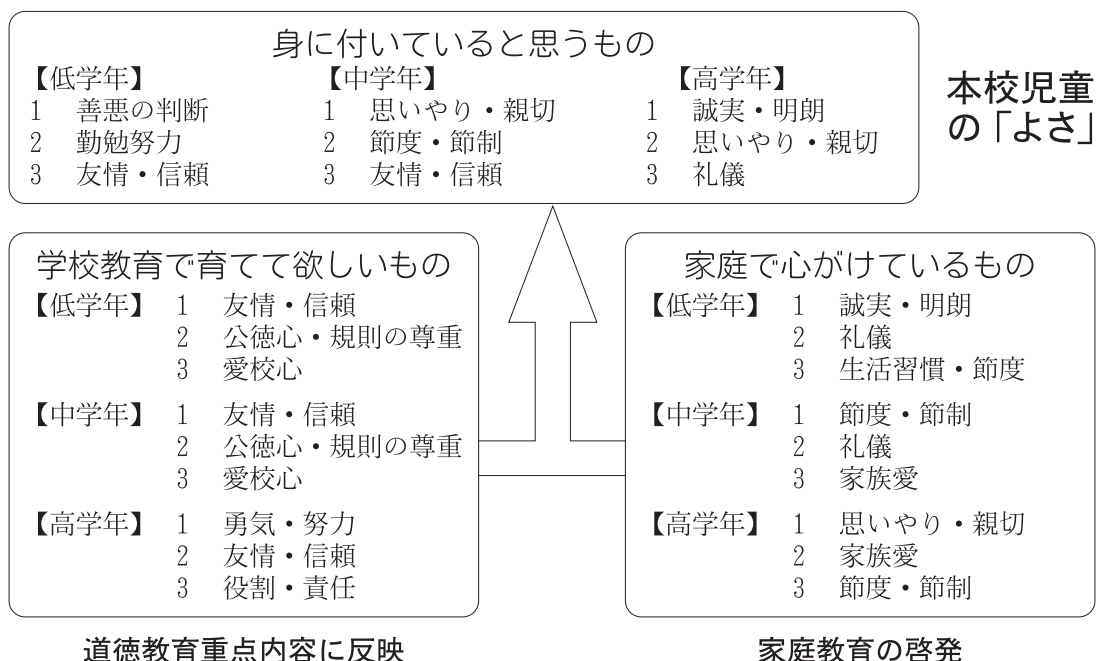 身に付いていると思うもの
【低学年】 【中学年】 【高学年】
1 善悪の判断 1 思いやり・親切 1 誠実・明朗
2 勤勉努力 2 節度・節制 2 思いやり・親切
3 友情・信頼 3 友情・信頼 3 礼儀
本校児童
の「よさ」
学校教育で育てて欲しいもの
【低学年】 1 友情・信頼
2 公徳心・規則の尊重
3 愛校心
【中学年】 1 友情・信頼
2 公徳心・規則の尊重
3 愛校心
【高学年】 1 勇気・努力
2 友情・信頼
3 役割・責任
道徳教育重点内容に反映
家庭で心がけているもの
【低学年】 1 誠実・明朗
2 礼儀
3 生活習慣・節度
【中学年】 1 節度・節制
2 礼儀
3 家族愛
【高学年】 1 思いやり・親切
2 家族愛
3 節度・節制
家庭教育の啓発